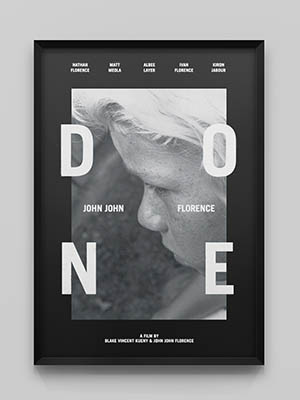 NATHAN FLORENCE
MATT MEOLA
ALBEE LAYER
IVAN FLORENCE
KIRON JABOUR
D O
JOHN JOHN FLORENCE
N E
A FILM BY
BLAKE VINCENT KUENY & JOHN JOHN FLORENCE